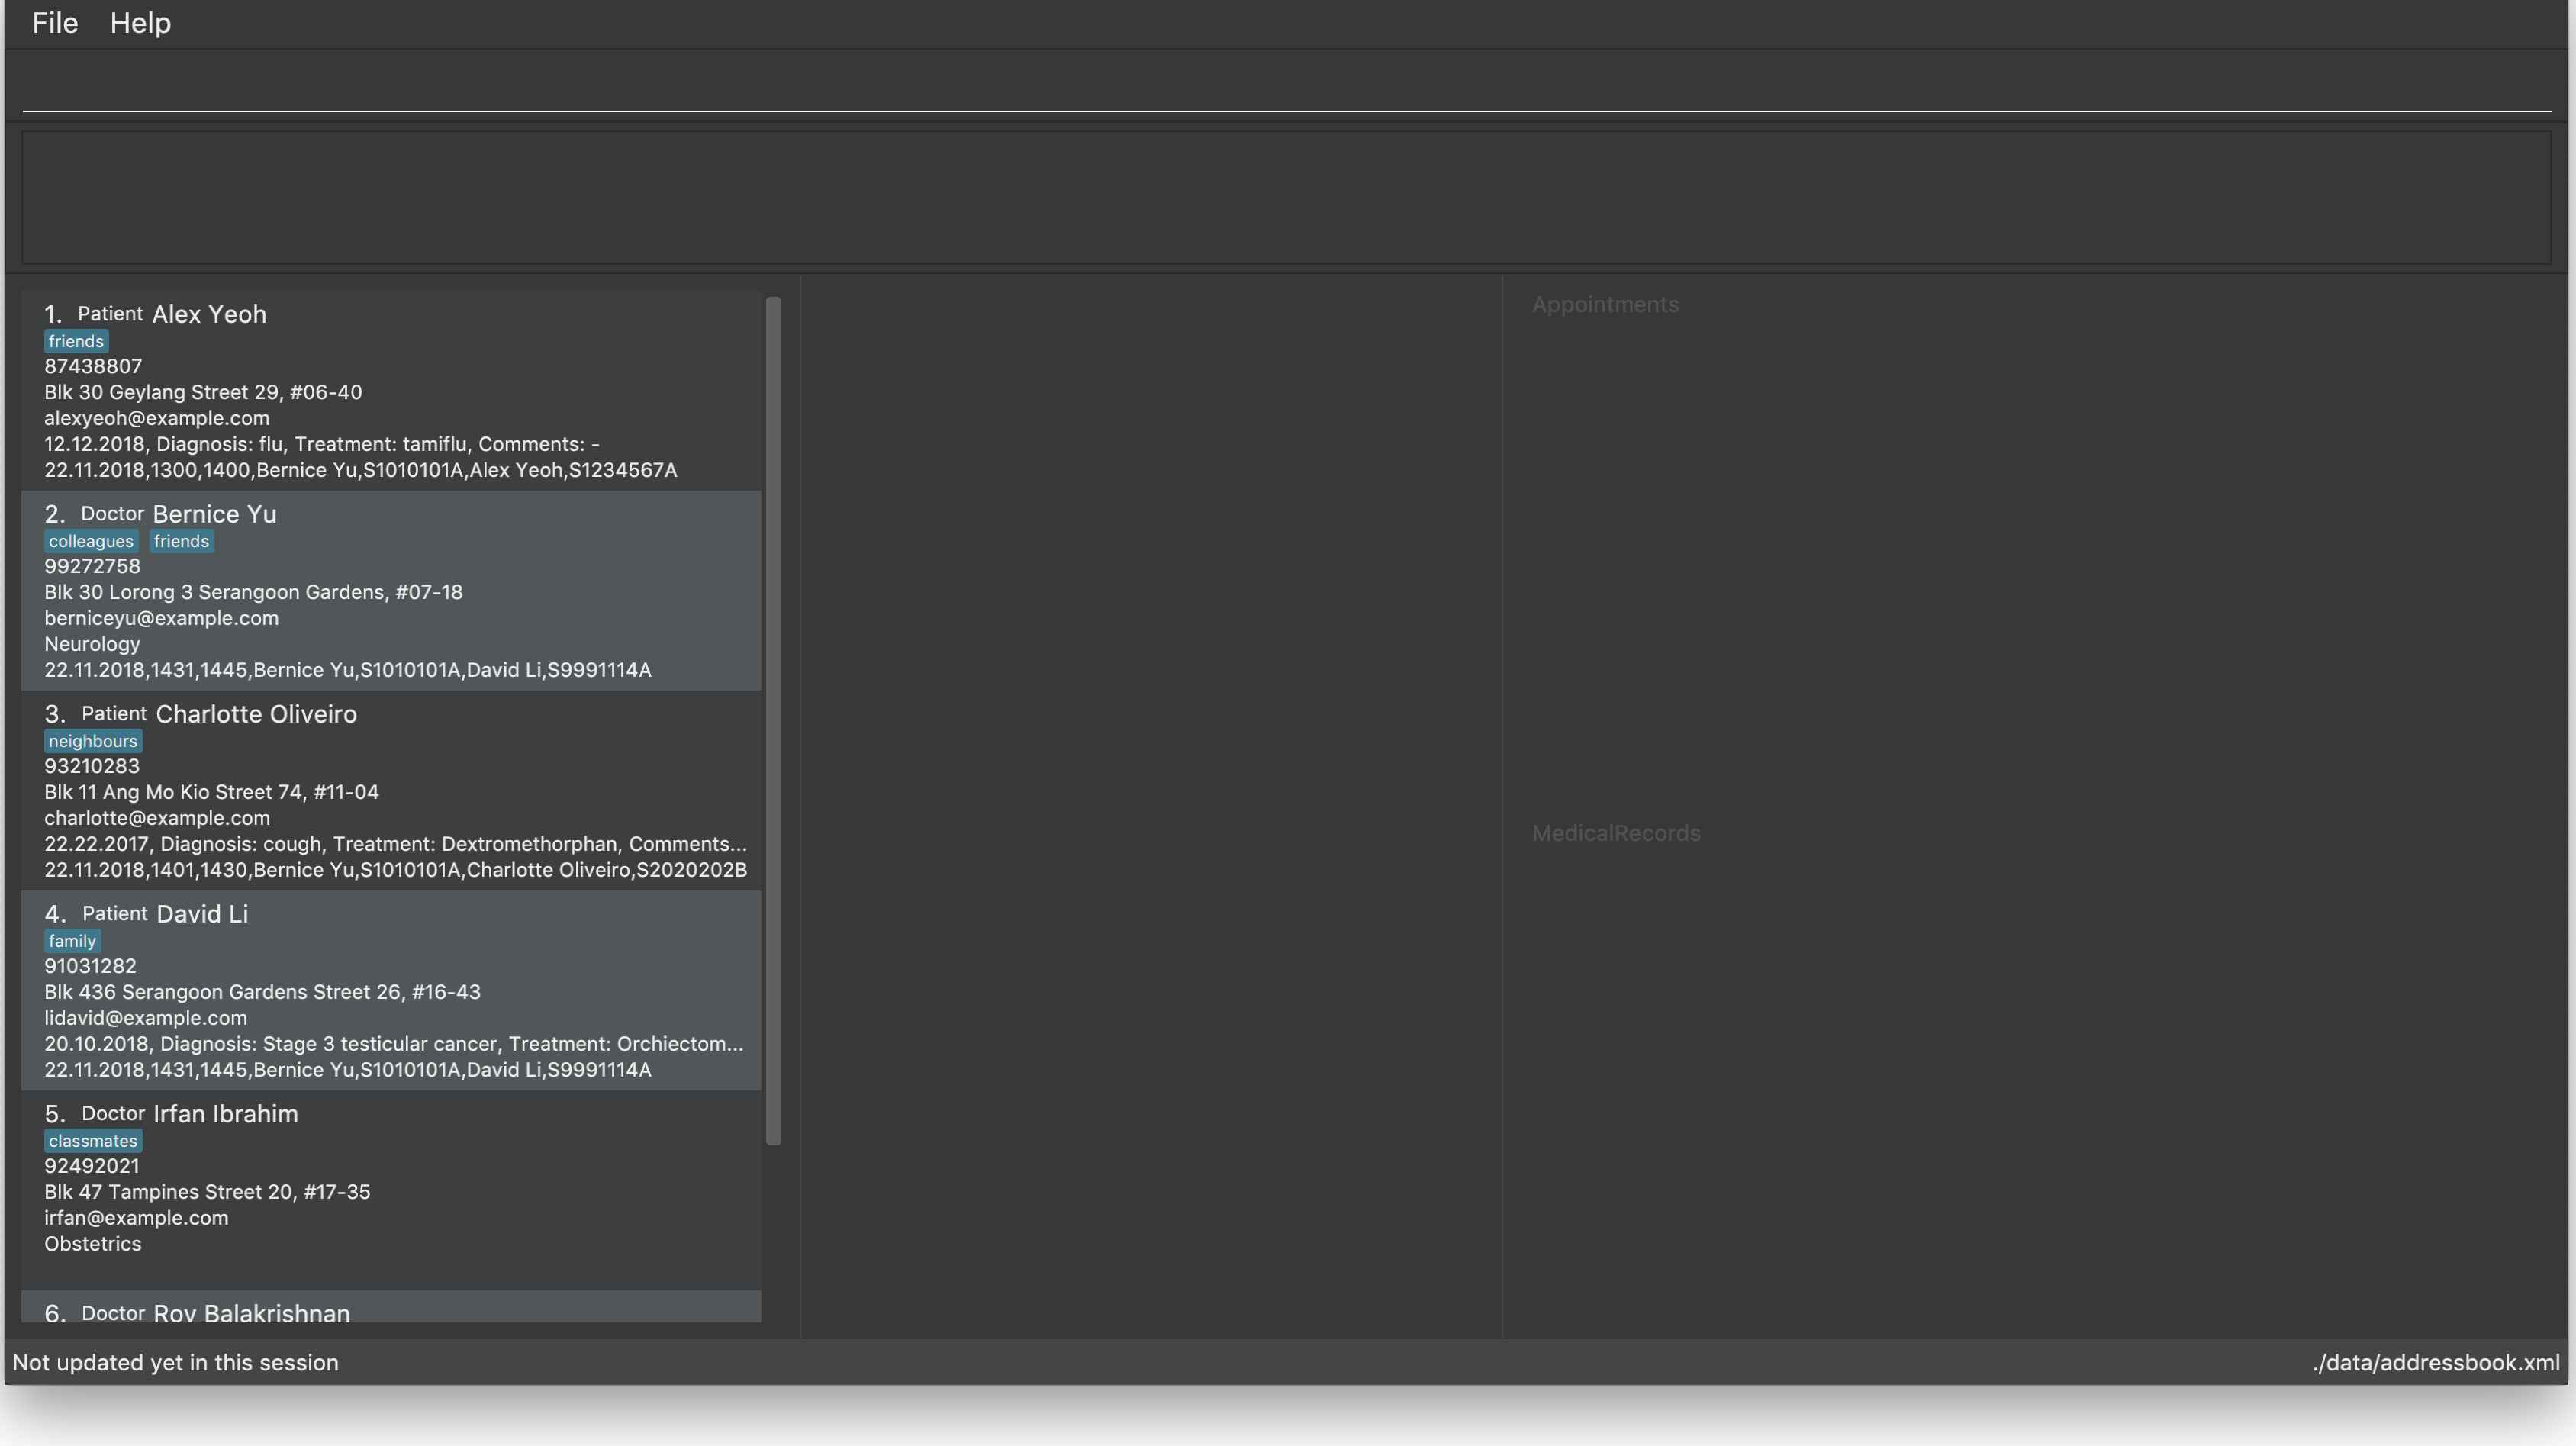 File Help
1. Patient Alex Yeoh
friends
87438807
Blk 30 Geylang Street 29, #06-40
alexyeoh@example.com
12.12.2018, Diagnosis: flu, Treatment: tamiflu, Comments: -
22.11.2018,1300,1400,Bernice Yu,S1010101A,Alex Yeoh,S1234567A
2. Doctor Bernice Yu
colleagues friends
99272758
Blk 30 Lorong 3 Serangoon Gardens, #07-18
berniceyu@example.com
Neurology
22.11.2018,1431,1445,Bernice Yu,S1010101A,David Li,S9991114A
3. Patient Charlotte Oliveiro
neighbours
93210283
Blk 11 Ang Mo Kio Street 74, #11-04
charlotte@example.com
22.22.2017, Diagnosis: cough, Treatment: Dextromethorphan, Comments...
22.11.2018,1401,1430,Bernice Yu,S1010101A,Charlotte Oliveiro,S2020202B
4. Patient David Li
family
91031282
Blk 436 Serangoon Gardens Street 26, #16-43
lidavid@example.com
20.10.2018, Diagnosis: Stage 3 testicular cancer, Treatment: Orchiectom...
22.11.2018,1431,1445,Bernice Yu,S1010101A,David Li,S9991114A
5. Doctor Irfan Ibrahim
classmates
92492021
Blk 47 Tampines Street 20, #17-35
irfan@example.com
Obstetrics
6. Doctor Roy Balakrishnan
Appointments
MedicalRecords
Not updated yet in this session
./data/addressbook.xml